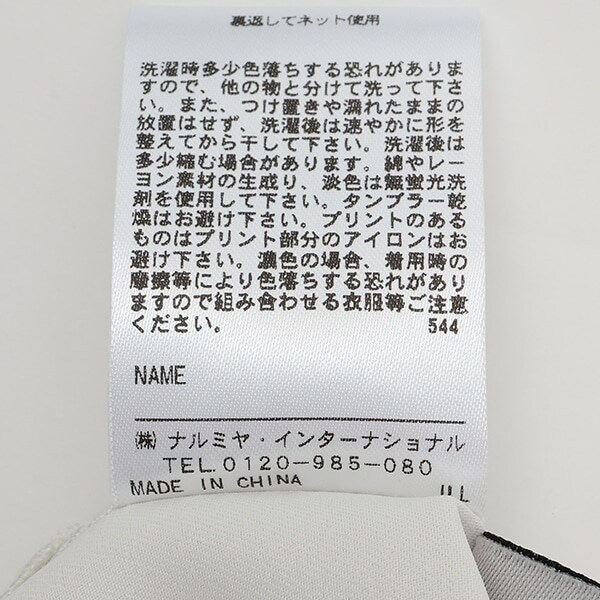 裏返してネット使用
洗濯時多少色落ちする恐れがありま
すので、他の物と分けて洗って下さ
い。また、つけ置きや濡れたままの
放置はせず、洗濯後は速やかに形を
整えてから干して下さい。洗濯後は
多少縮む場合があります。綿やレー
ヨン素材の生成り、淡色は無蛍光洗
剤を使用して下さい。タンブラー乾
燥はお避け下さい。プリントのある
ものはプリント部分のアイロンはお
避け下さい。濃色の場合、着用時の
摩擦等により色落ちする恐れがあり
ますので組み合わせる衣服等ご注意
ください。 544
NAME
㈱ ナルミヤ・インターナショナル
TEL.0120-985-080
MADE IN CHINA